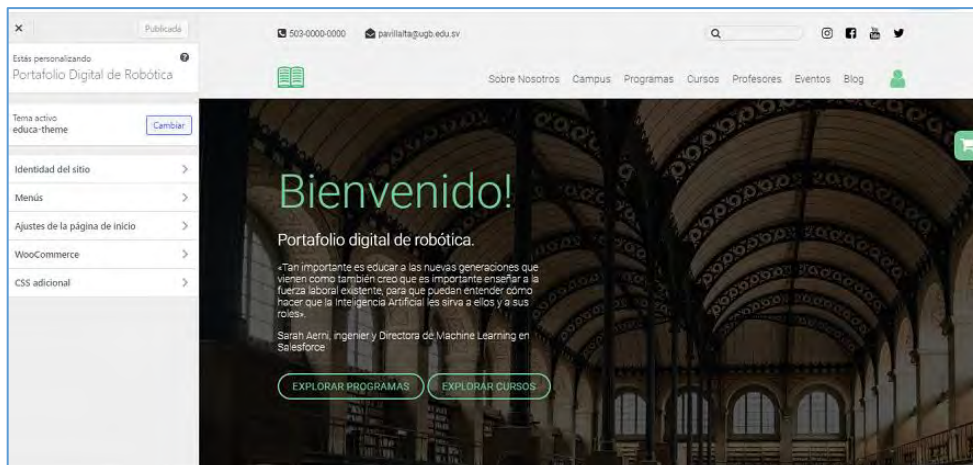 Publicada
Estás personalizando
Portafolio Digital de Robótica
Tema activo
educa-theme
Cambiar
Identidad del sitio
Menús
Ajustes de la página de inicio
WooCommerce
CSS adicional
503-0000-0000 pavillalta@ugb.edu.sv
Sobre Nosotros Campus Programas Cursos Profesores Eventos Blog
Bienvenido!
Portafolio digital de robótica.
«Tan importante es educar a las nuevas generaciones que
vienen como también creo que es importante enseñar a la
fuerza laboral existente, para que puedan entender cómo
hacer que la Inteligencia Artificial les sirva a ellos y a sus
roles».
Sarah Aerni, ingenier y Directora de Machine Learning en
Salesforce
EXPLORAR PROGRAMAS EXPLORAR CURSOS